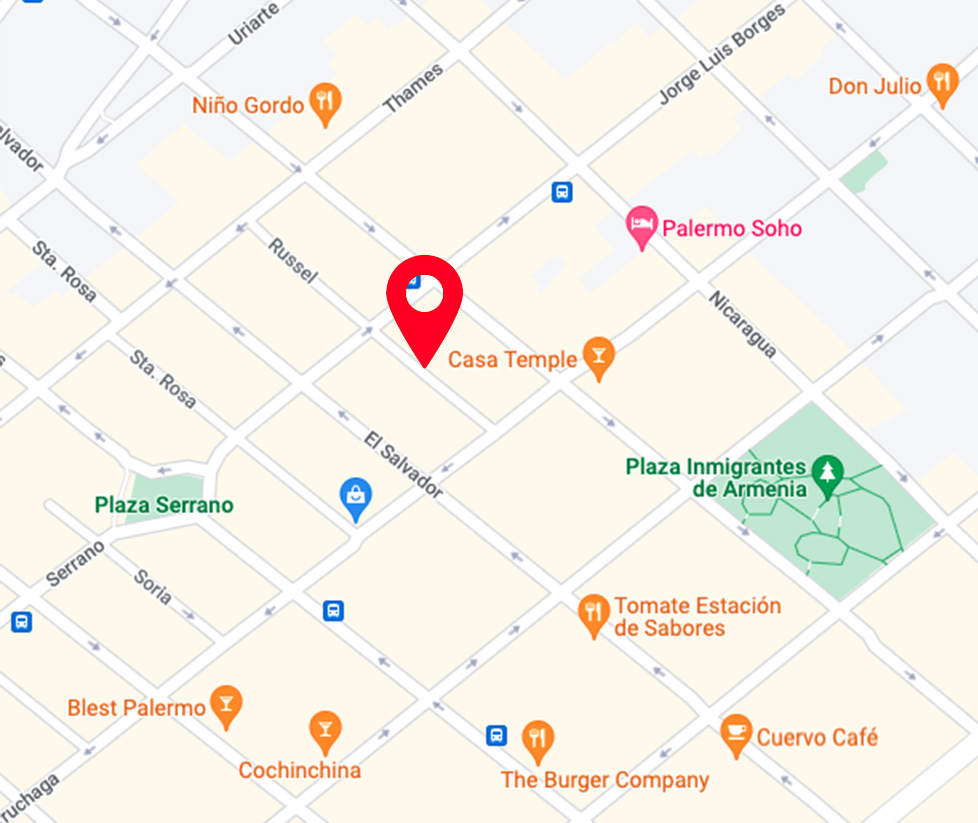 Uriarte
Thames
Jorge Luis Borges
Don Julio
Niño Gordo
alvador
Palermo Soho
Sta. Rosa
Russel
Nicaragua
Casa Temple
Sta. Rosa
El Salvador
Plaza Inmigrantes
de Armenia
Plaza Serrano
Serrano
Soria
Tomate Estación
de Sabores
Blest Palermo
Cochinchina
Cuervo Café
The Burger Company
ruchaga